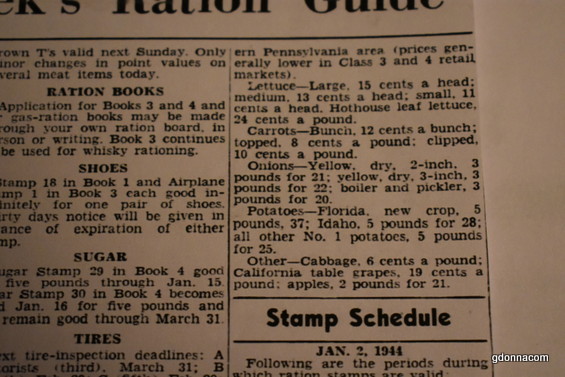 Ration Guide
rown T's valid next Sunday. Only
inor changes in point values on
veral meat items today.
RATION BOOKS
Application for Books 3 and 4 and
gas-ration books may be made
rough your own ration board, in
rson or writing. Book 3 continues
be used for whisky rationing.
SHOES
tamp 18 in Book 1 and Airplane
mp 1 in Book 3 each good in-
initely for one pair of shoes.
irty days notice will be given in
ance of expiration of either
mp.
SUGAR
ugar Stamp 29 in Book 4 good
five pounds through Jan. 15.
ar Stamp 30 in Book 4 becomes
d Jan. 16 for five pounds and
remain good through March 31.
TIRES
ext tire-inspection deadlines: A
torists (third), March 31; B
ern Pennsylvania area (prices gen-
erally lower in Class 3 and 4 retail
markets).
Lettuce—Large, 15 cents a head;
medium, 13 cents a head; small, 11
cents a head. Hothouse leaf lettuce,
24 cents a pound.
Carrots—Bunch, 12 cents a bunch;
topped, 8 cents a pound; clipped,
10 cents a pound.
Onions—Yellow, dry, 2-inch, 3
pounds for 21; yellow, dry, 3-inch, 3
pounds for 22; boiler and pickler, 3
pounds for 20.
Potatoes—Florida, new crop, 5
pounds, 37; Idaho, 5 pounds for 28;
all other No. 1 potatoes, 5 pounds
for 25.
Other—Cabbage, 6 cents a pound;
California table grapes, 19 cents a
pound; apples, 2 pounds for 21.
Stamp Schedule
JAN. 2, 1944
Following are the periods during
which ration stamps are valid:
gdonnacom